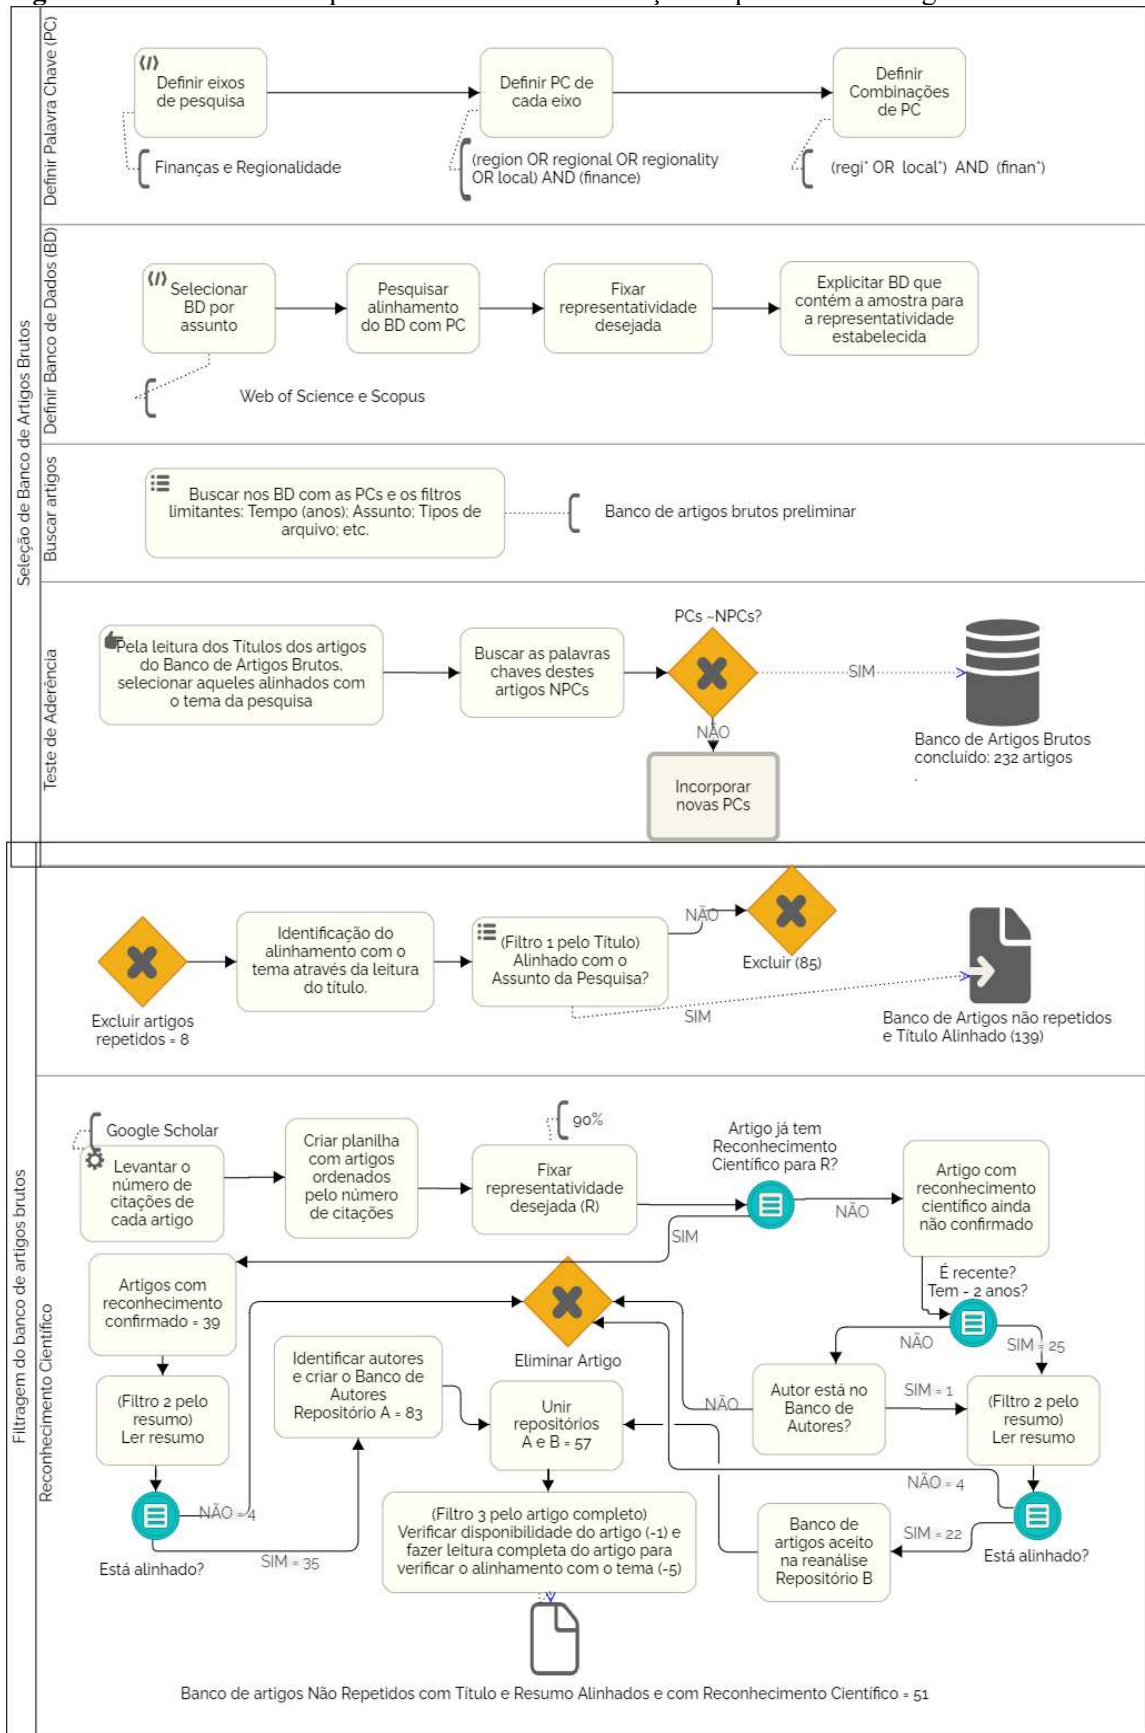 Seleção de Banco de Artigos Brutos
Definir Palavra Chave (PC)
Definir eixos
de pesquisa
Definir PC de
cada eixo
Definir
Combinações
de PC
Finanças e Regionalidade
(region OR regional OR regionality
OR local) AND (finance)
(regi* OR local*) AND (finan*)
Definir Banco de Dados (BD)
Selecionar
BD por
assunto
Pesquisar
alinhamento
do BD com PC
Fixar
representatividade
desejada
Explicitar BD que
contém a amostra para
a representatividade
estabelecida
Web of Science e Scopus
Buscar artigos
Buscar nos BD com as PCs e os filtros
limitantes: Tempo (anos); Assunto; Tipos de
arquivo; etc.
Banco de artigos brutos preliminar
Teste de Aderência
Pela leitura dos Títulos dos artigos
do Banco de Artigos Brutos,
selecionar aqueles alinhados com
o tema da pesquisa
Buscar as palavras
chaves destes
artigos NPCs
PCs ~NPCs?
SIM
NÃO
Incorporar
novas PCs
Banco de Artigos Brutos
concluído: 232 artigos
.
Filtragem do banco de artigos brutos
Excluir artigos
repetidos = 8
Identificação do
alinhamento com o
tema através da leitura
do título.
(Filtro 1 pelo Título)
Alinhado com o
Assunto da Pesquisa?
NÃO
Excluir (85)
SIM
Banco de Artigos não repetidos
e Título Alinhado (139)
Reconhecimento Científico
Google Scholar
Levantar o
número de
citações de
cada artigo
Criar planilha
com artigos
ordenados
pelo número
de citações
90%
Fixar
representatividade
desejada (R)
Artigo já tem
Reconhecimento
Científico para R?
NÃO
SIM
Artigo com
reconhecimento
científico ainda
não confirmado
Artigos com
reconhecimento
confirmado = 39
É recente?
Tem - 2 anos?
NÃO
SIM = 25
Eliminar Artigo
Identificar autores
e criar o Banco de
Autores
Repositório A = 83
(Filtro 2 pelo
resumo)
Ler resumo
Unir
repositórios
A e B = 57
NÃO
Autor está no
Banco de
Autores?
SIM = 1
(Filtro 2 pelo
resumo)
Ler resumo
NÃO = 4
NÃO = 4
SIM = 22
Está alinhado?
SIM = 35
(Filtro 3 pelo artigo completo)
Verificar disponibilidade do artigo (-1) e
fazer leitura completa do artigo para
verificar o alinhamento com o tema (-5)
Banco de
artigos aceito
na reanálise
Repositório B
Está alinhado?
Banco de artigos Não Repetidos com Título e Resumo Alinhados e com Reconhecimento Científico = 51